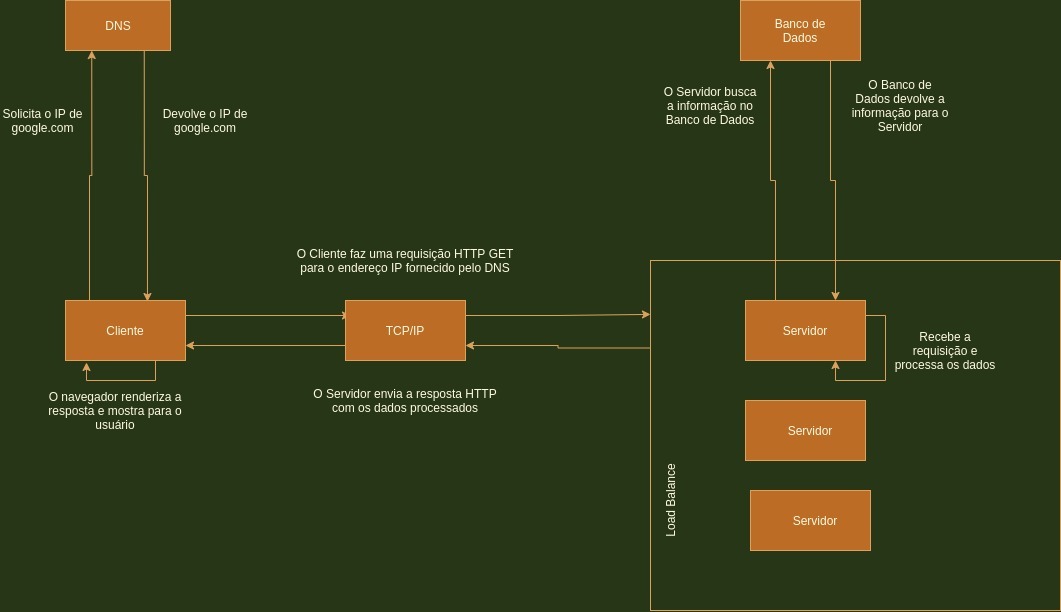 DNS
Banco de
Dados
Solicita o IP de
google.com
Devolve o IP de
google.com
O Servidor busca
a informação no
Banco de Dados
O Banco de
Dados devolve a
informação para o
Servidor
O Cliente faz uma requisição HTTP GET
para o endereço IP fornecido pelo DNS
Cliente
TCP/IP
Servidor
Recebe a
requisição e
processa os dados
O navegador renderiza a
resposta e mostra para o
usuário
O Servidor envia a resposta HTTP
com os dados processados
Servidor
Load Balance
Servidor